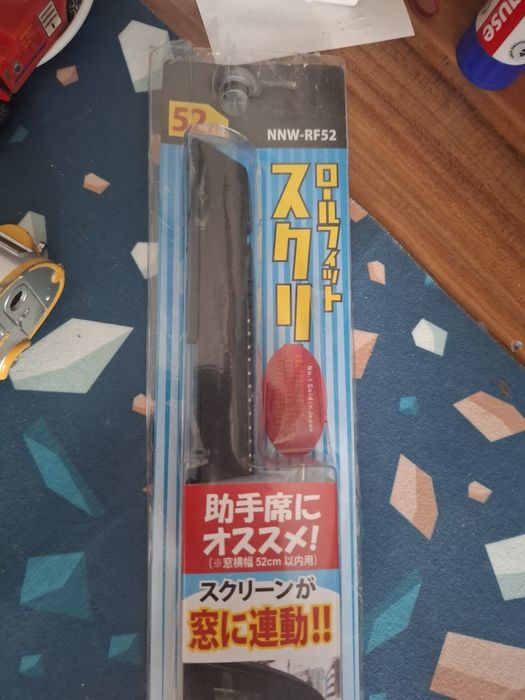 use
52
NNW-RF52
ロールフィット
スクリ
No.1 Sold in Japan
助手席に
オススメ!
(※窓横幅 52cm 以内用)
スクリーンが
窓に連動!!